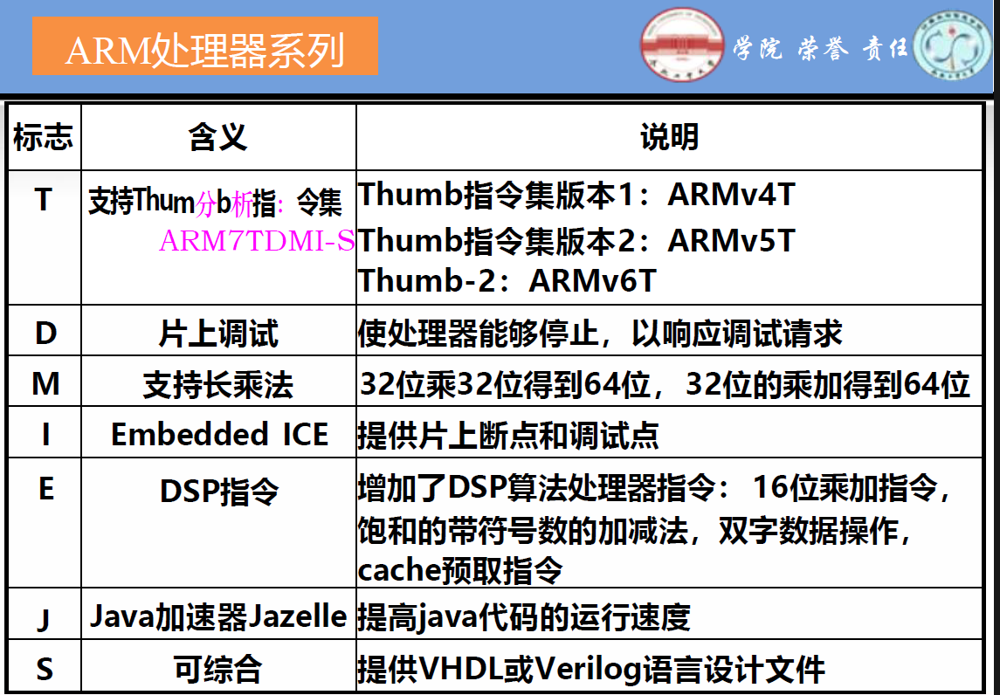 ARM处理器系列
学院 荣誉 责任
标志 含义 说明
T 支持Thumb指令集 Thumb指令集版本1：ARMv4T
分析：
ARM7TDMI-S Thumb指令集版本2：ARMv5T
Thumb-2：ARMv6T
D 片上调试 使处理器能够停止，以响应调试请求
M 支持长乘法 32位乘32位得到64位，32位的乘加得到64位
I Embedded ICE 提供片上断点和调试点
E DSP指令 增加了DSP算法处理器指令： 16位乘加指令，
饱和的带符号数的加减法，双字数据操作，
cache预取指令
J Java加速器Jazelle 提高java代码的运行速度
S 可综合 提供VHDL或Verilog语言设计文件